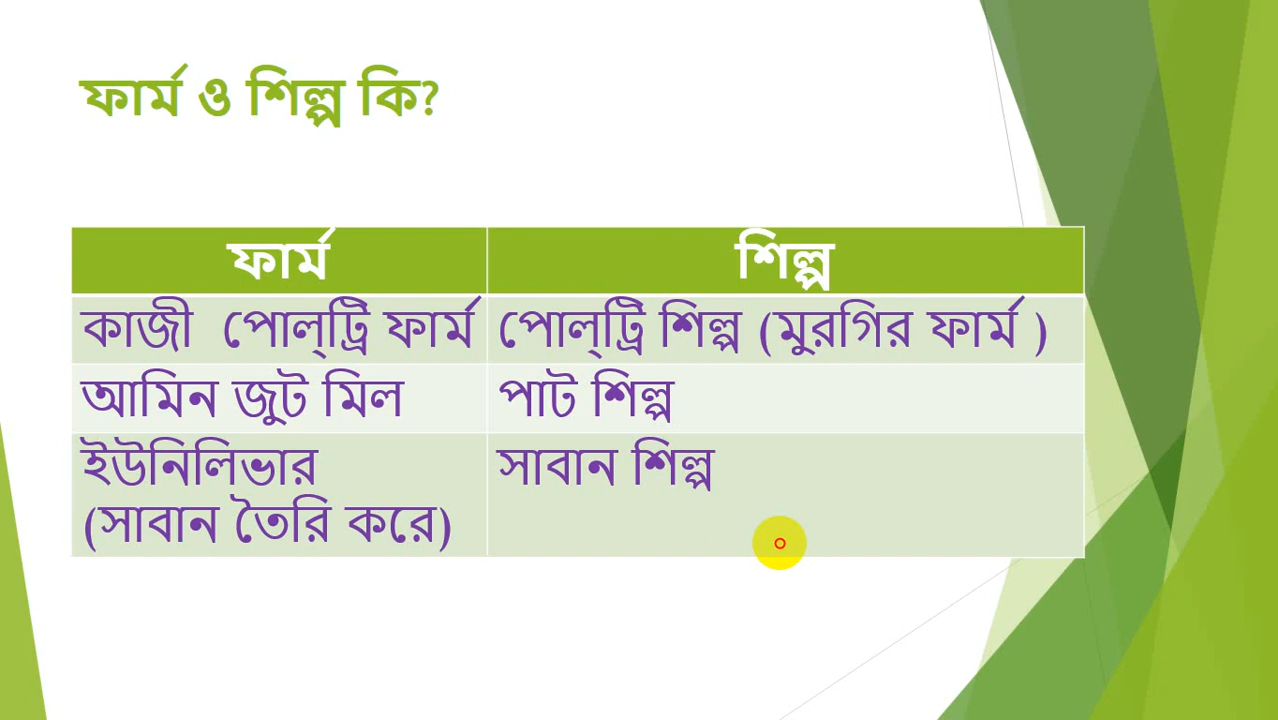 ফার্ম ও শিল্প কি?
ফার্ম শিল্প
কাজী পোল্ট্রি ফার্ম পোল্ট্রি শিল্প (মুরগির ফার্ম )
আমিন জুট মিল পাট শিল্প
ইউনিলিভার সাবান শিল্প
(সাবান তৈরি করে)